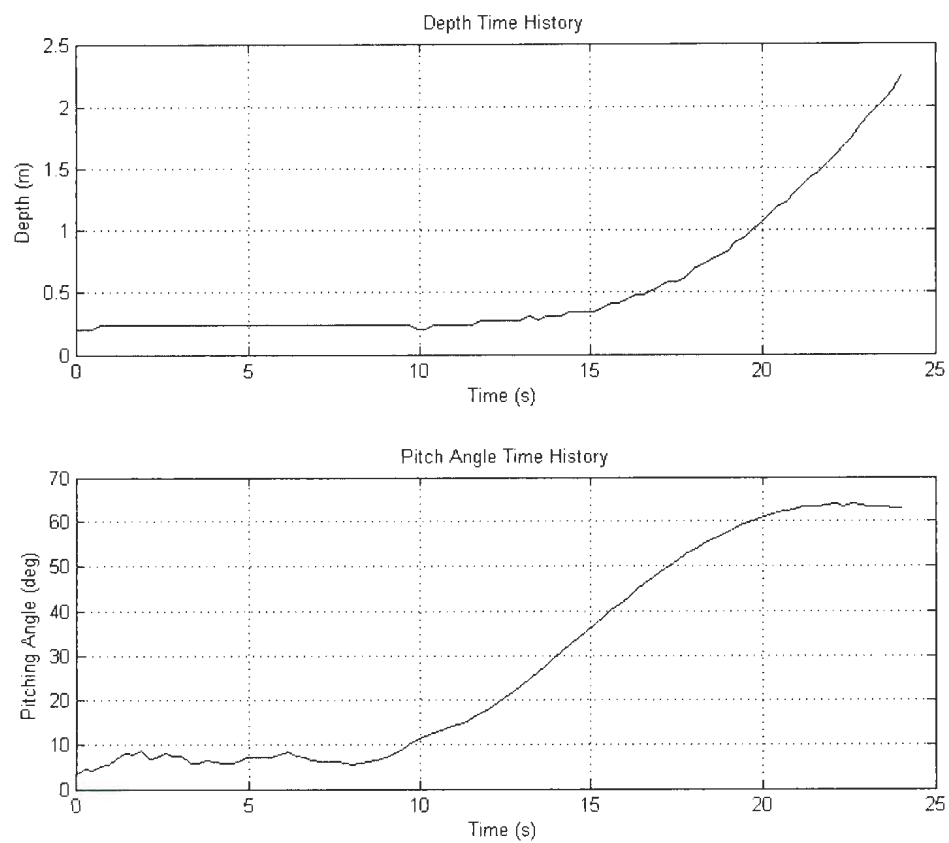 Depth Time History
2.5
2
1.5
1
0.5
0
Depth (m)
0 5 10 15 20 25
Time (s)
Pitch Angle Time History
70
60
50
40
30
20
10
0
Pitching Angle (deg)
0 5 10 15 20 25
Time (s)